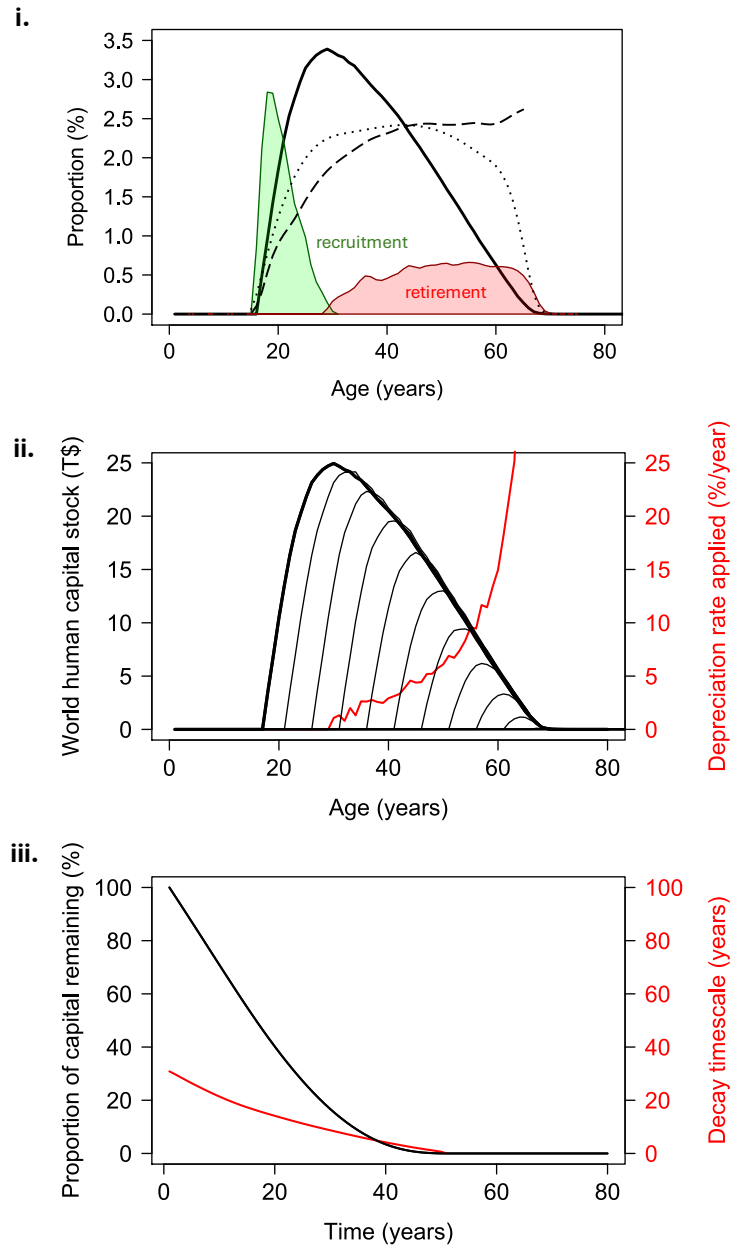 i.
Proportion (%)
3.5
3.0
2.5
2.0
1.5
1.0
0.5
0.0
recruitment
retirement
0 20 40 60 80
Age (years)
ii.
World human capital stock (T$)
25
20
15
10
5
0
25
20
15
10
5
0
Depreciation rate applied (%/year)
0 20 40 60 80
Age (years)
iii.
Proportion of capital remaining (%)
100
80
60
40
20
0
100
80
60
40
20
0
Decay timescale (years)
0 20 40 60 80
Time (years)